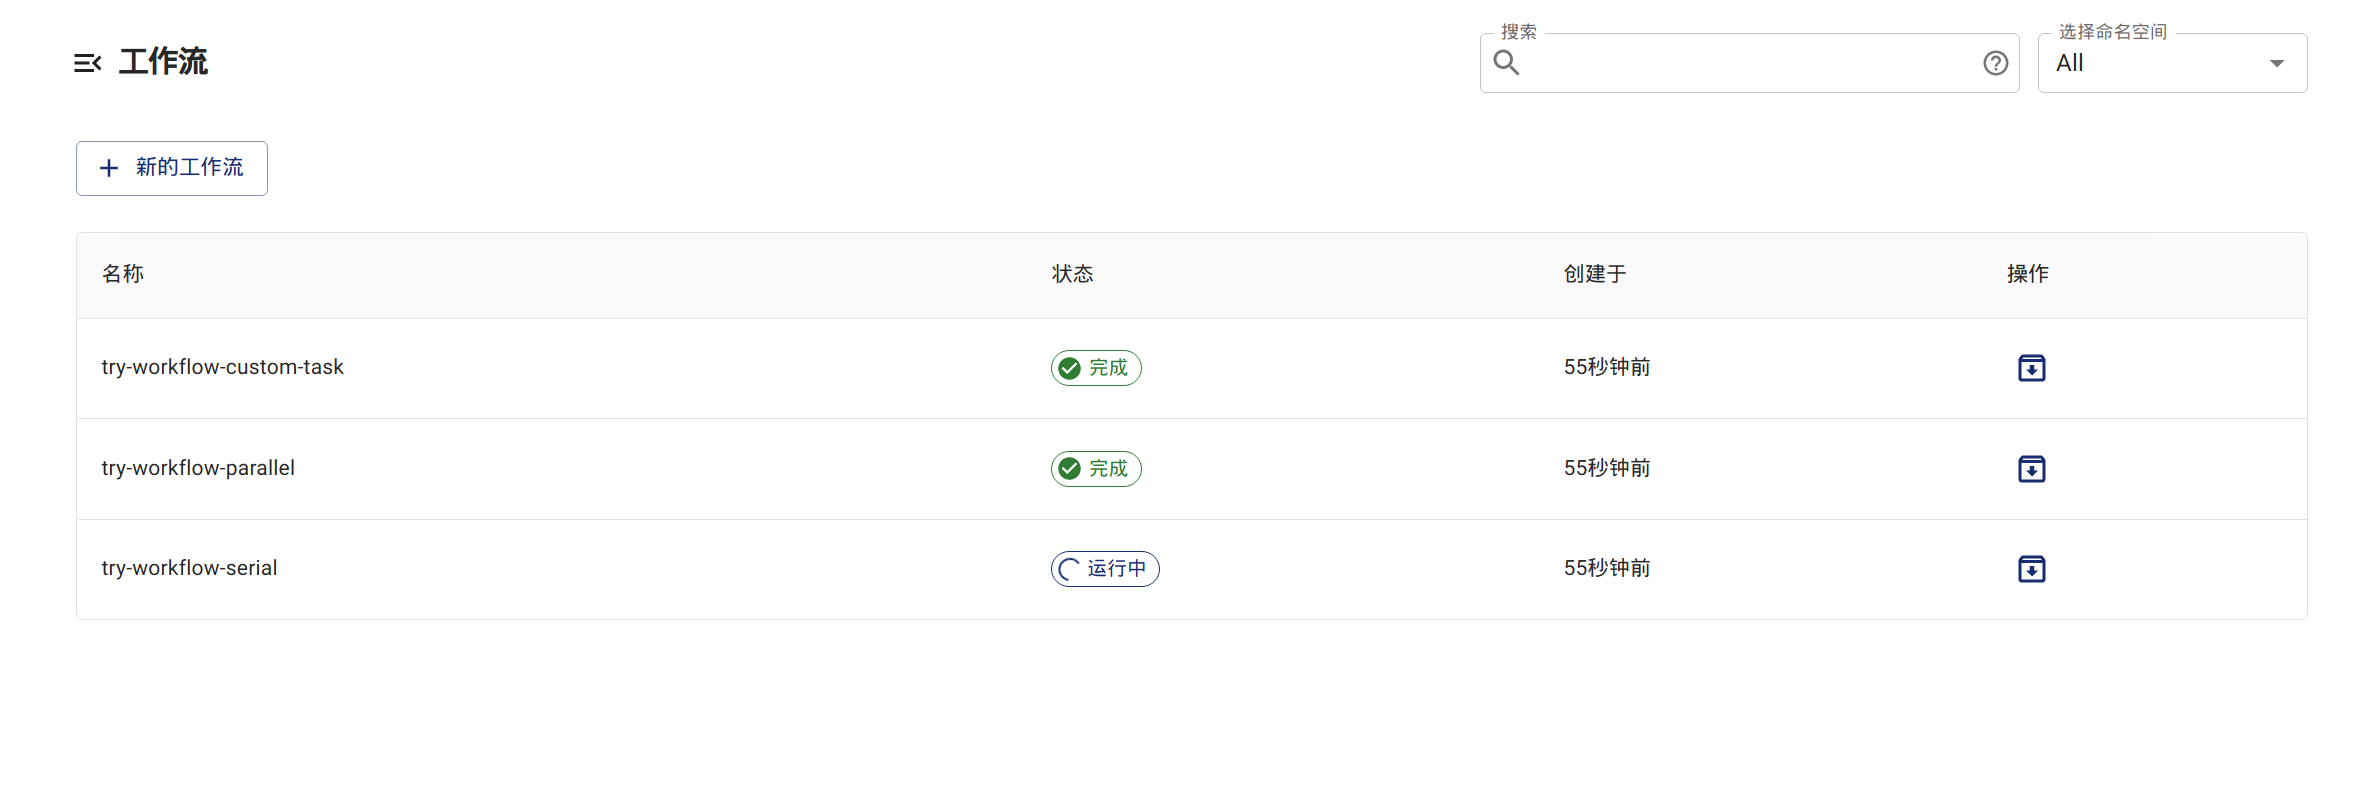 工作流
搜索
选择命名空间
All
新的工作流
名称 状态 创建于 操作
try-workflow-custom-task 完成 55秒钟前
try-workflow-parallel 完成 55秒钟前
try-workflow-serial 运行中 55秒钟前